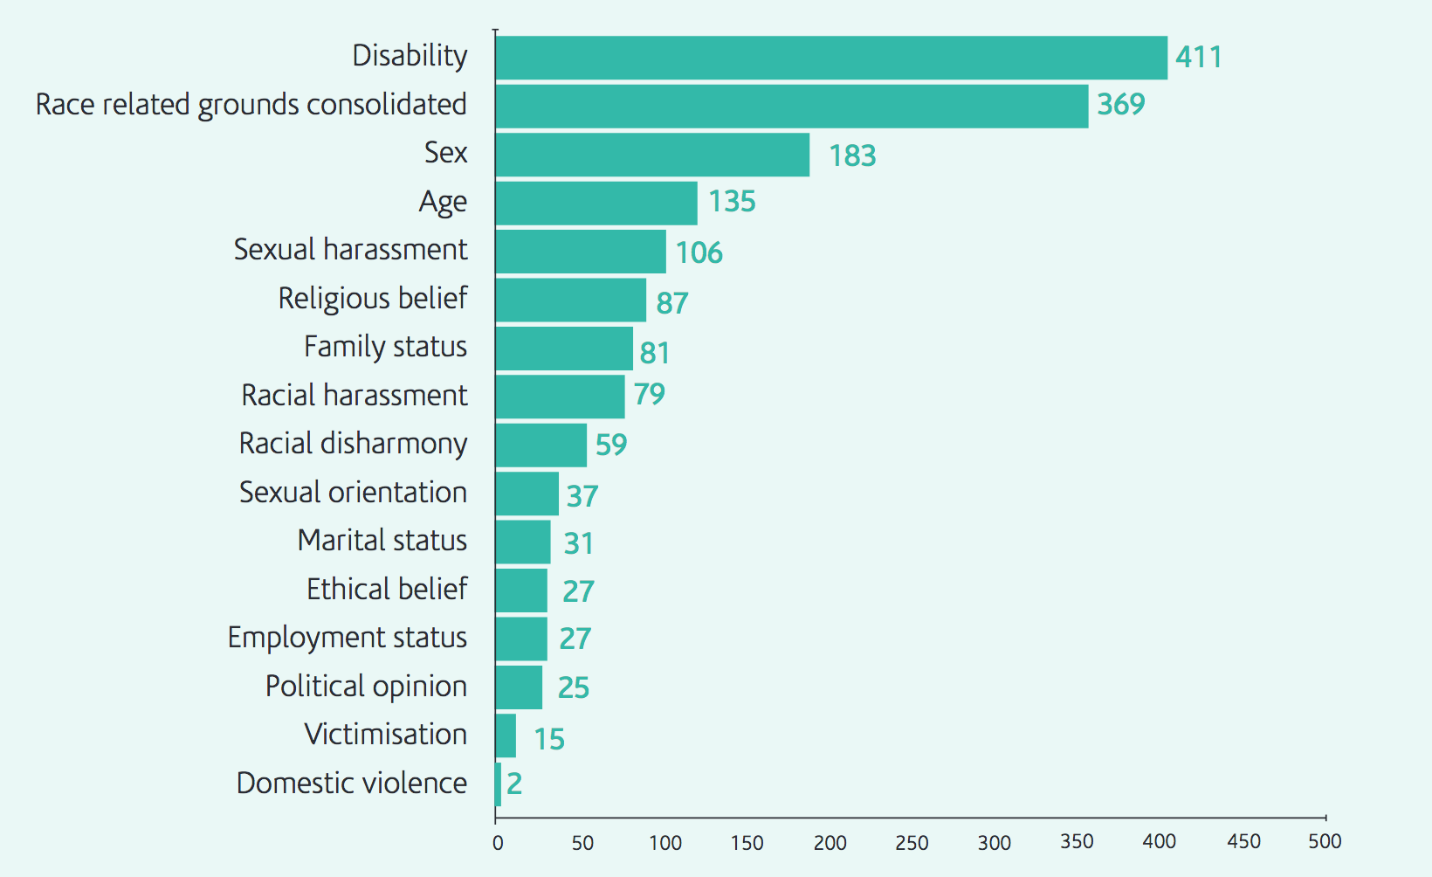 Disability 411
Race related grounds consolidated 369
Sex 183
Age 135
Sexual harassment 106
Religious belief 87
Family status 81
Racial harassment 79
Racial disharmony 59
Sexual orientation 37
Marital status 31
Ethical belief 27
Employment status 27
Political opinion 25
Victimisation 15
Domestic violence 2
0 50 100 150 200 250 300 350 400 450 500